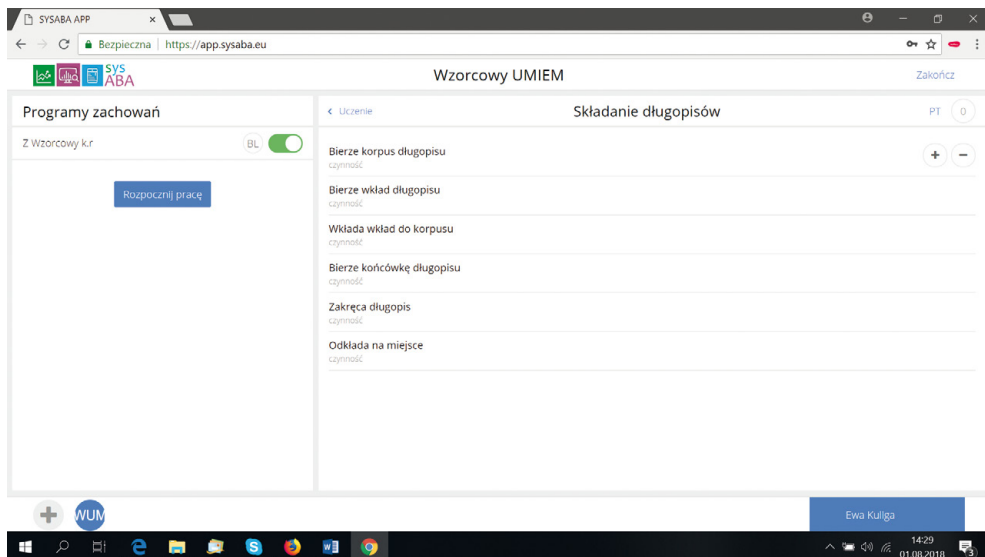 SYSABA APP
Bezpieczna | https://app.sysaba.eu
SYS
ABA
Wzorcowy UMIEM
Zakończ
Programy zachowań
Z Wzorcowy k.r
BL
Rozpocznij pracę
Uczenie
Składanie długopisów
PT
0
Bierze korpus długopisu
czynność
Bierze wkład długopisu
czynność
Wkłada wkład do korpusu
czynność
Bierze końcówkę długopisu
czynność
Zakręca długopis
czynność
Odkłada na miejsce
czynność
WUM
Ewa Kuliga
14:29
01.08.2018
3